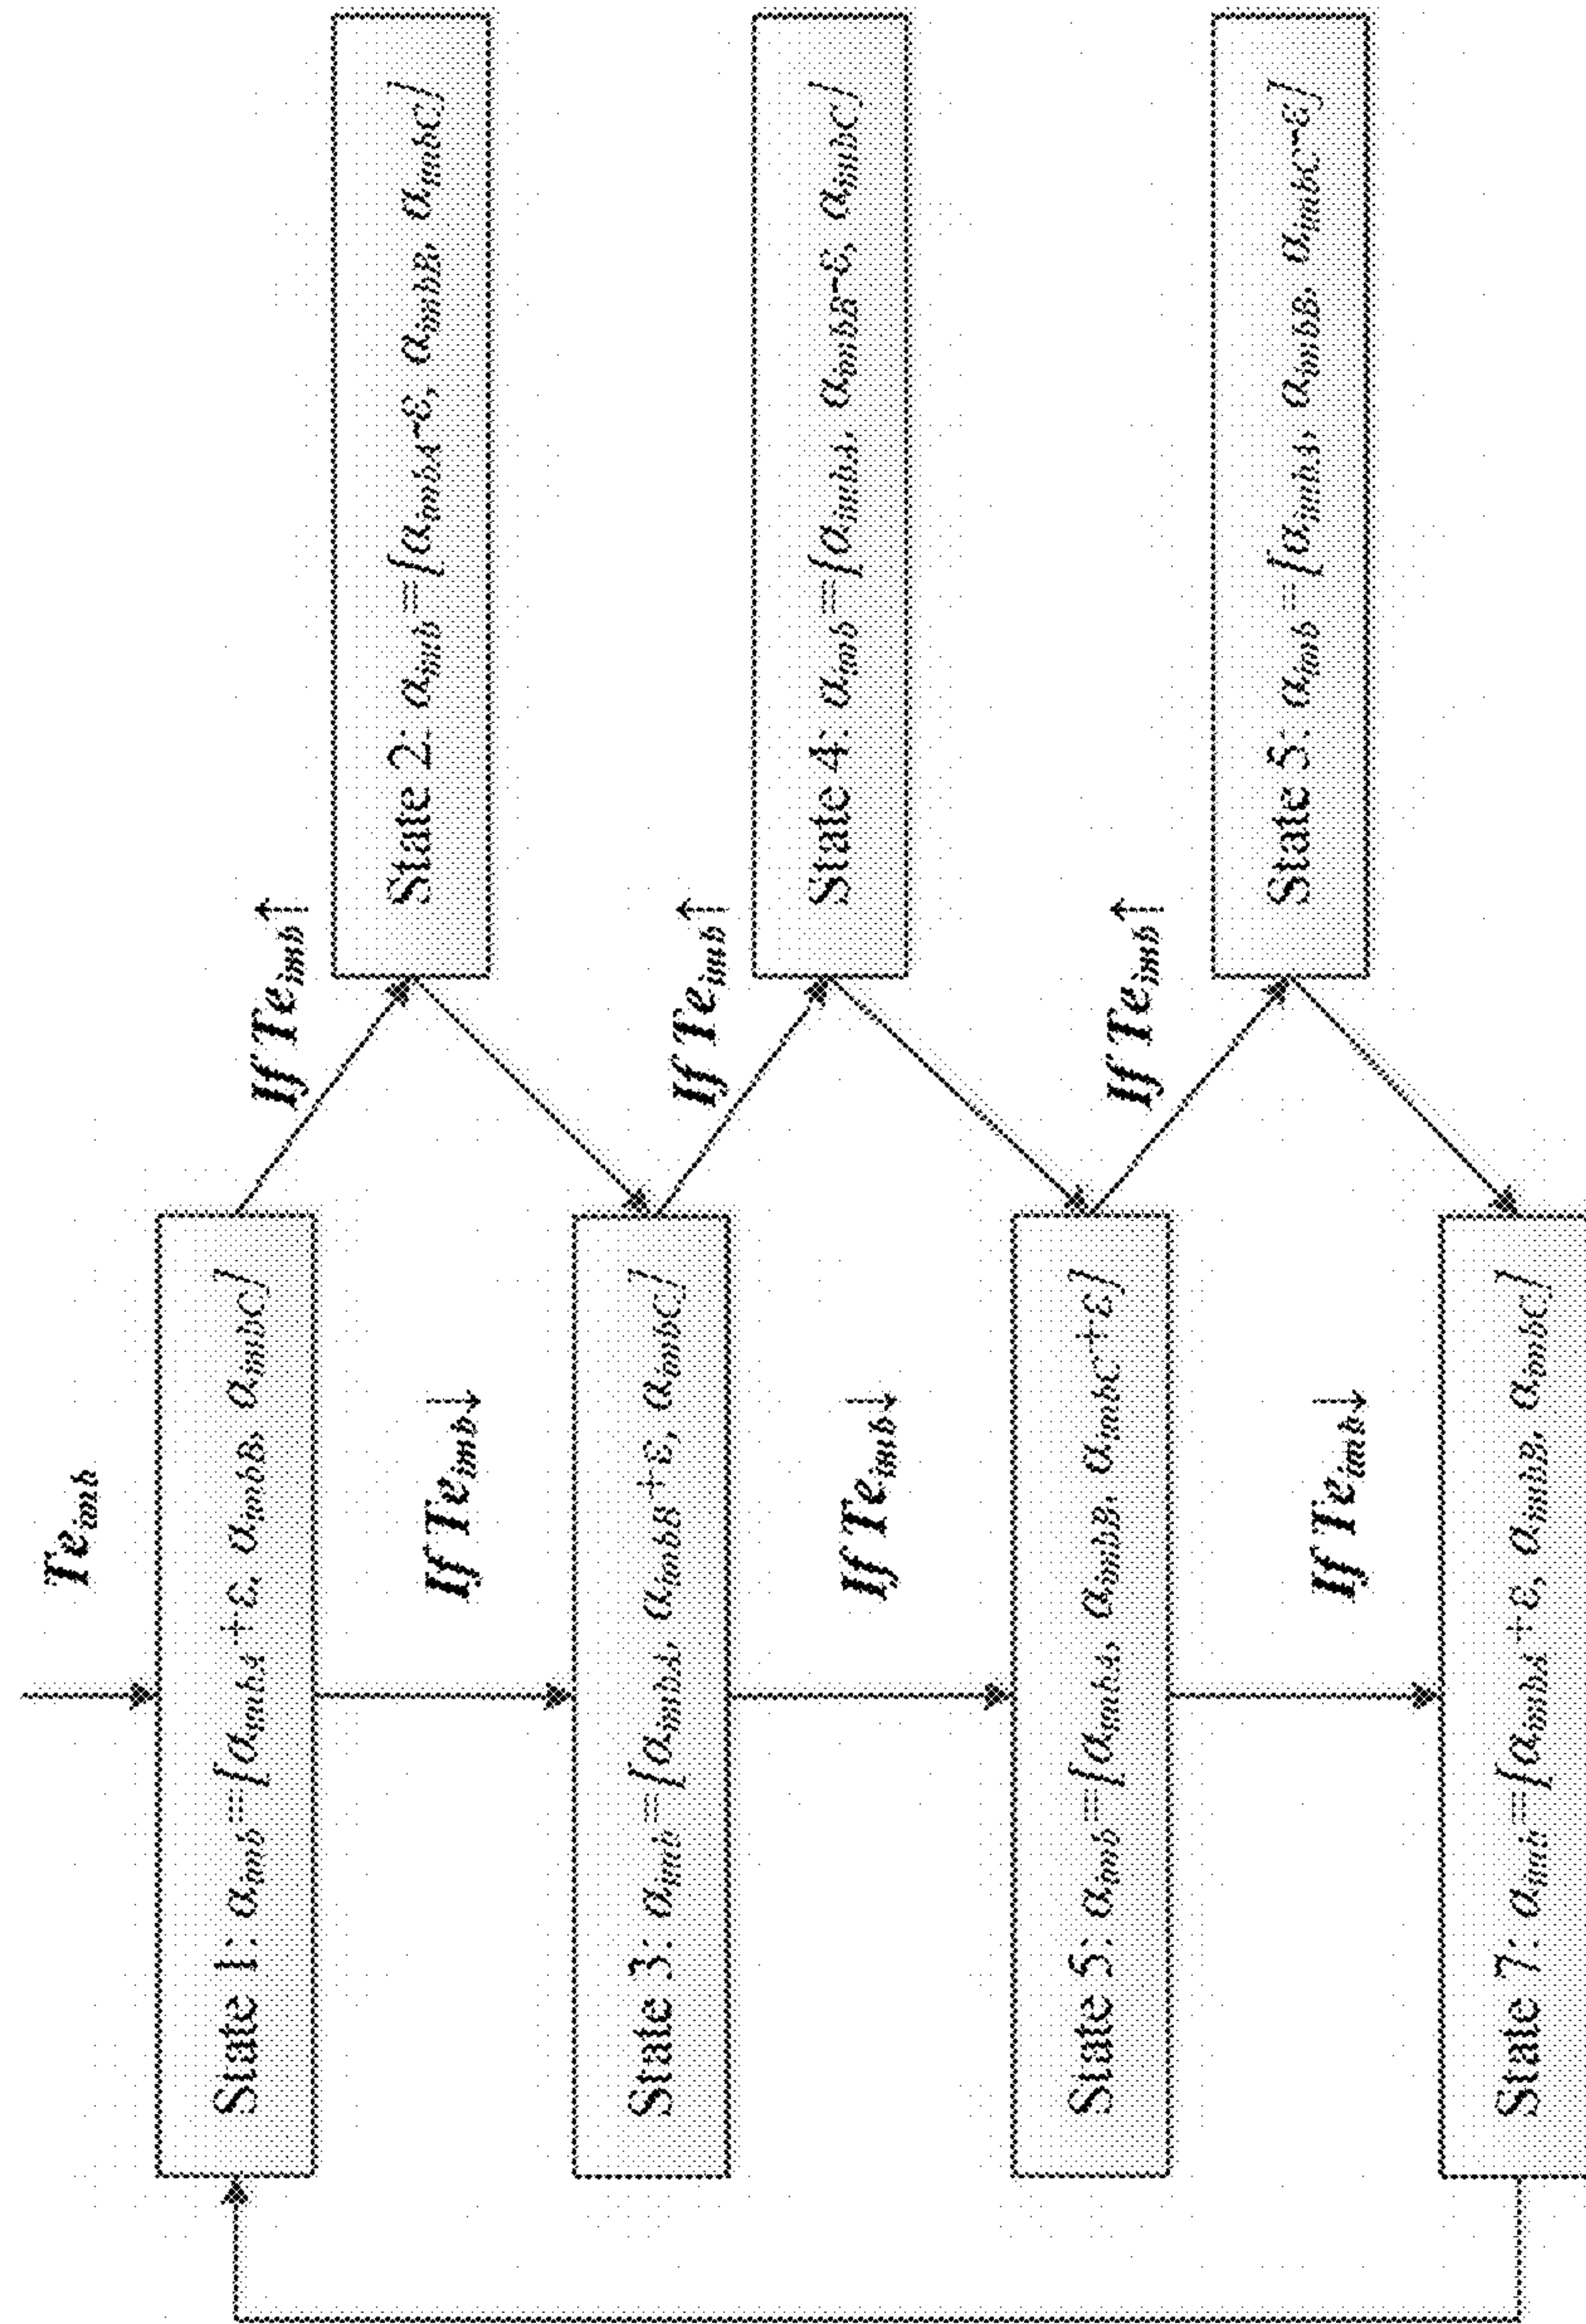 Te_imb
State 1: α_imb=[α_imbA+ε, α_imbB, α_imbC]
If Te_imb↑
State 2: α_imb=[α_imbA-ε, α_imbB, α_imbC]
If Te_imb↓
State 3: α_imb=[α_imbA, α_imbB+ε, α_imbC]
If Te_imb↑
State 4: α_imb=[α_imbA, α_imbB-ε, α_imbC]
If Te_imb↓
State 5: α_imb=[α_imbA, α_imbB, α_imbC+ε]
If Te_imb↑
State 5: α_imb=[α_imbA, α_imbB, α_imbC-ε]
If Te_imb↓
State 7: α_imb=[α_imbA+ε, α_imbB, α_imbC]